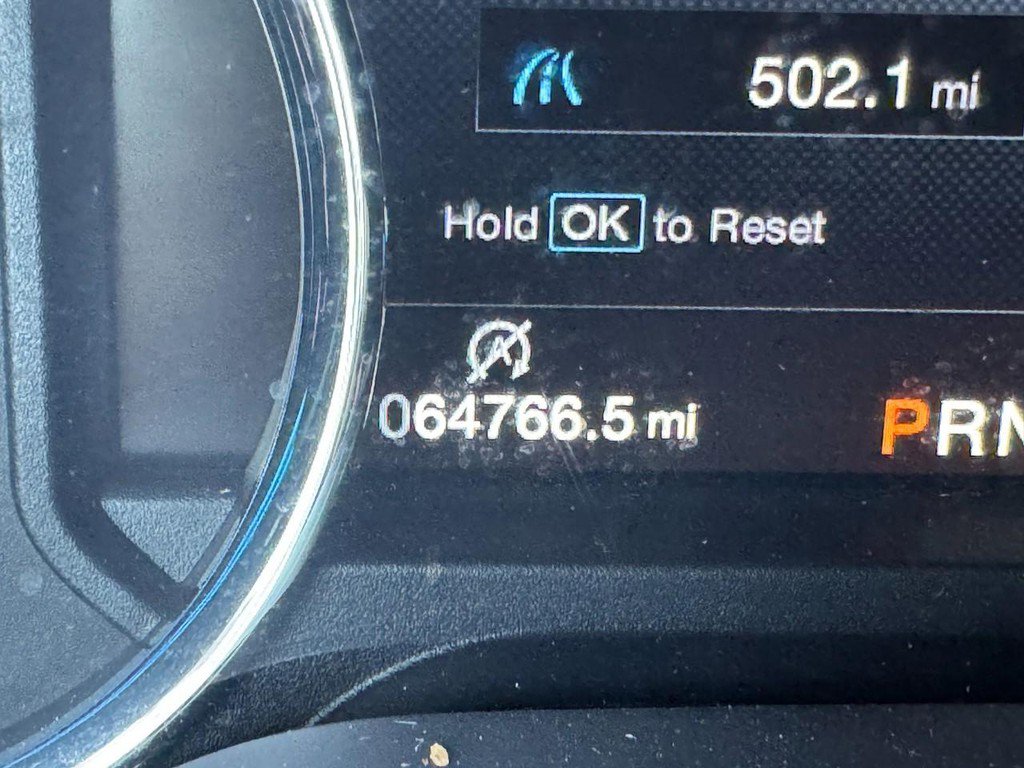 502.1 mi
Hold OK to Reset
A
064766.5 mi PRN